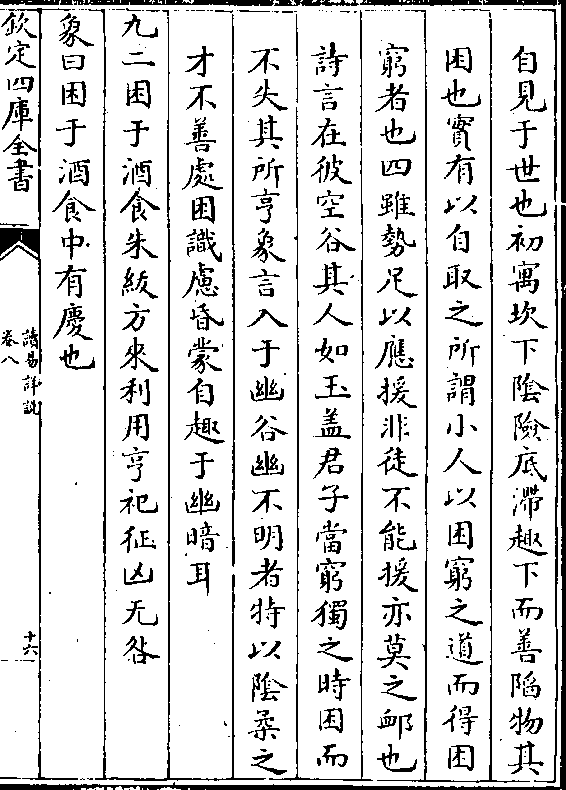 自見于世也初寓坎下陰險底滯趣下而善陷物其
困也實有以自取之所謂小人以困窮之道而得困
窮者也四雖勢足以應援非徒不能援亦莫之䘏也
詩言在彼空谷其人如玉盖君子當窮獨之時困而
不失其所亨象言入于幽谷幽不明者特以陰柔之
才不善處困識慮昏蒙自趣于幽暗耳
九二困于酒食朱紱方來利用亨祀征凶无咎
象曰困于酒食中有慶也
欽定四庫全書
讀易詳說
卷八
十六